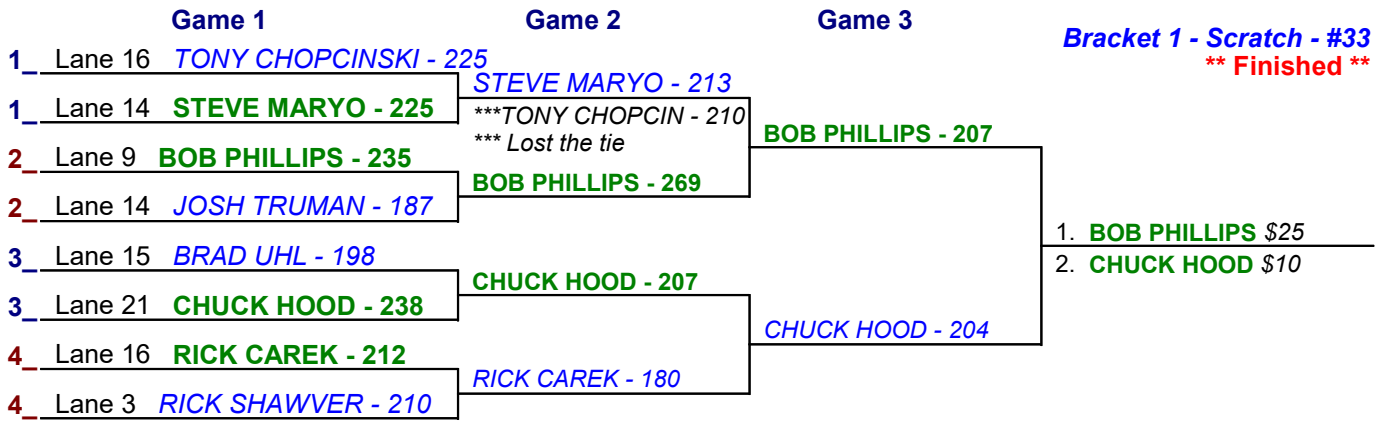 Game 1 Game 2 Game 3
Bracket 1 - Scratch - #33
** Finished **
1_ Lane 16 TONY CHOPCINSKI - 225
1_ Lane 14 STEVE MARYO - 225
2_ Lane 9 BOB PHILLIPS - 235
2_ Lane 14 JOSH TRUMAN - 187
3_ Lane 15 BRAD UHL - 198
3_ Lane 21 CHUCK HOOD - 238
4_ Lane 16 RICK CAREK - 212
4_ Lane 3 RICK SHAWVER - 210
STEVE MARYO - 213
***TONY CHOPCIN - 210
*** Lost the tie
BOB PHILLIPS - 269
CHUCK HOOD - 207
RICK CAREK - 180
BOB PHILLIPS - 207
CHUCK HOOD - 204
1. BOB PHILLIPS $25
2. CHUCK HOOD $10